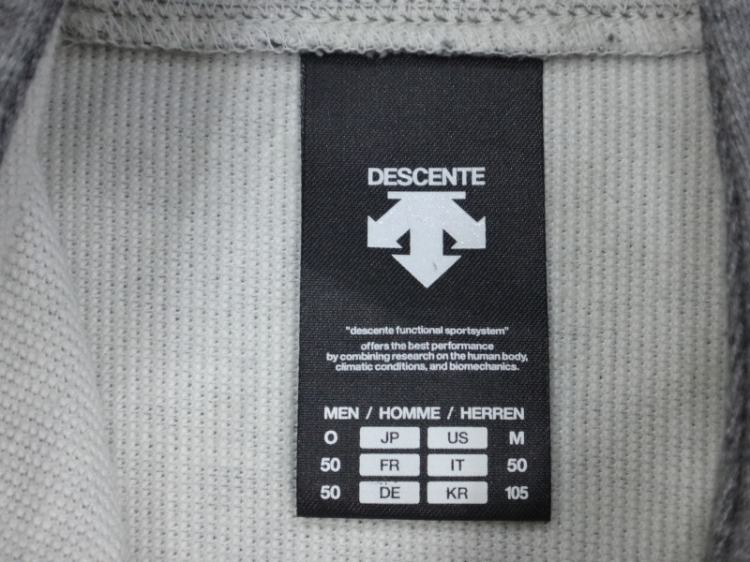 DESCENTE
"descente functional sportsystem"
offers the best performance
by combining research on the human body,
climatic conditions, and biomechanics.
MEN / HOMME / HERREN
O JP US M
50 FR IT 50
50 DE KR 105